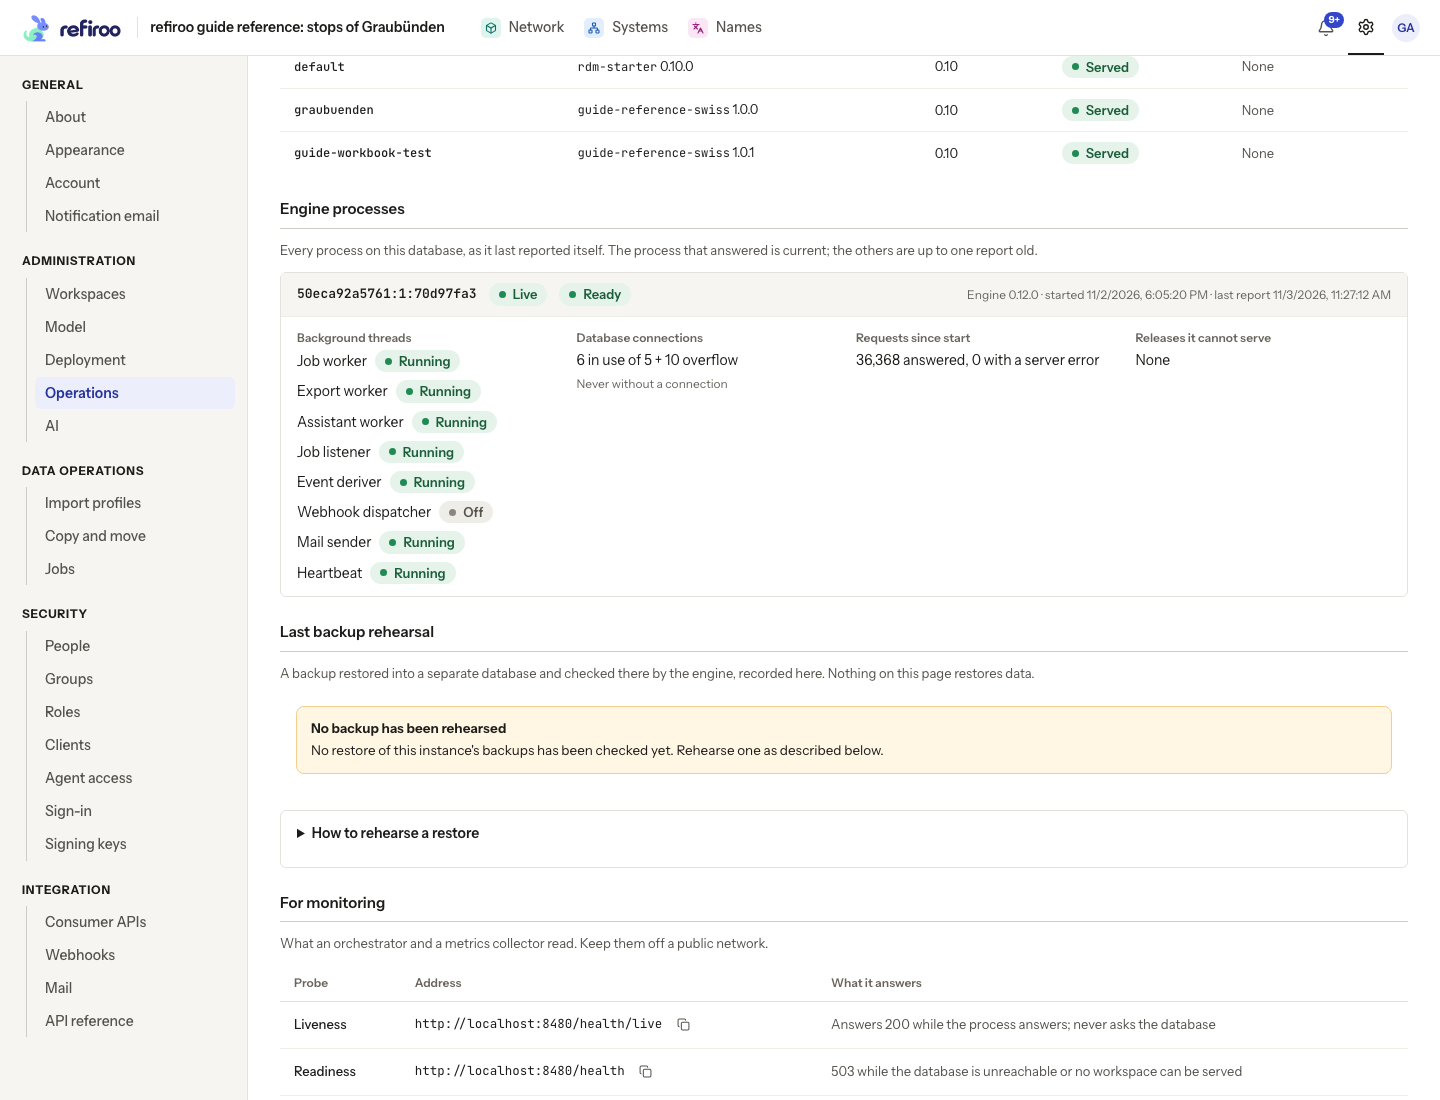 refiroo
refiroo guide reference: stops of Graubünden
Network
Systems
Names
9+
GA
GENERAL
About
Appearance
Account
Notification email
ADMINISTRATION
Workspaces
Model
Deployment
Operations
AI
DATA OPERATIONS
Import profiles
Copy and move
Jobs
SECURITY
People
Groups
Roles
Clients
Agent access
Sign-in
Signing keys
INTEGRATION
Consumer APIs
Webhooks
Mail
API reference
default rdm-starter 0.10.0 0.10 Served None
graubuenden guide-reference-swiss 1.0.0 0.10 Served None
guide-workbook-test guide-reference-swiss 1.0.1 0.10 Served None
Engine processes
Every process on this database, as it last reported itself. The process that answered is current; the others are up to one report old.
50eca92a5761:1:70d97fa3 Live Ready Engine 0.12.0 · started 11/2/2026, 6:05:20 PM · last report 11/3/2026, 11:27:12 AM
Background threads
Job worker Running
Export worker Running
Assistant worker Running
Job listener Running
Event deriver Running
Webhook dispatcher Off
Mail sender Running
Heartbeat Running
Database connections
6 in use of 5 + 10 overflow
Never without a connection
Requests since start
36,368 answered, 0 with a server error
Releases it cannot serve
None
Last backup rehearsal
A backup restored into a separate database and checked there by the engine, recorded here. Nothing on this page restores data.
No backup has been rehearsed
No restore of this instance's backups has been checked yet. Rehearse one as described below.
How to rehearse a restore
For monitoring
What an orchestrator and a metrics collector read. Keep them off a public network.
Probe Address What it answers
Liveness http://localhost:8480/health/live Answers 200 while the process answers; never asks the database
Readiness http://localhost:8480/health 503 while the database is unreachable or no workspace can be served